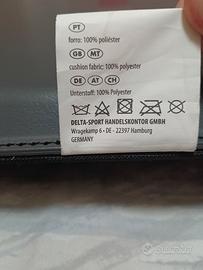 PT
forro: 100% poliéster
GB MT
cushion fabric: 100% polyester
DE AT CH
Unterstoff: 100% Polyester
DELTA-SPORT HANDELSKONTOR GMBH
Wragekamp 6 • DE - 22397 Hamburg
GERMANY